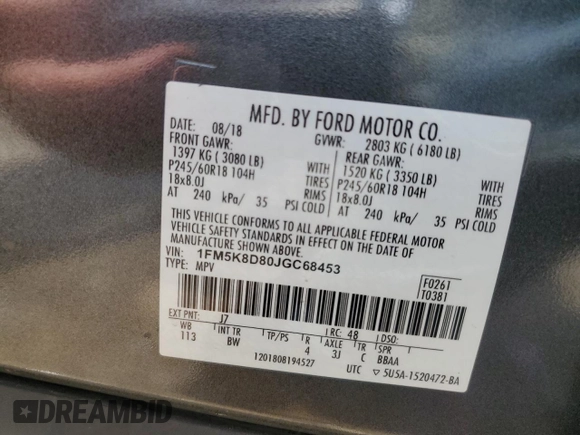 MFD. BY FORD MOTOR CO.
DATE: 08/18 GVWR: 2803 KG ( 6180 LB)
FRONT GAWR: REAR GAWR:
1397 KG ( 3080 LB) 1520 KG ( 3350 LB)
P245/60R18 104H TIRES P245/60R18 104H TIRES
18x8.0J RIMS 18x8.0J RIMS
AT 240 kPa/ 35 PSI COLD AT 240 kPa/ 35 PSI COLD
THIS VEHICLE CONFORMS TO ALL APPLICABLE FEDERAL MOTOR
VEHICLE SAFETY STANDARDS IN EFFECT ON THE DATE OF
MANUFACTURE SHOWN ABOVE.
VIN: 1FM5K8D80JGC68453
TYPE: MPV
F0261
T0381
EXT PNT: J7 RC: 48 DSO:
WB INT TR TP/PS R AXLE TR SPR
113 BW 4 3J C BBAA
1201808194527 UTC ▽ 5U5A-1520472-BA
DREAMBID